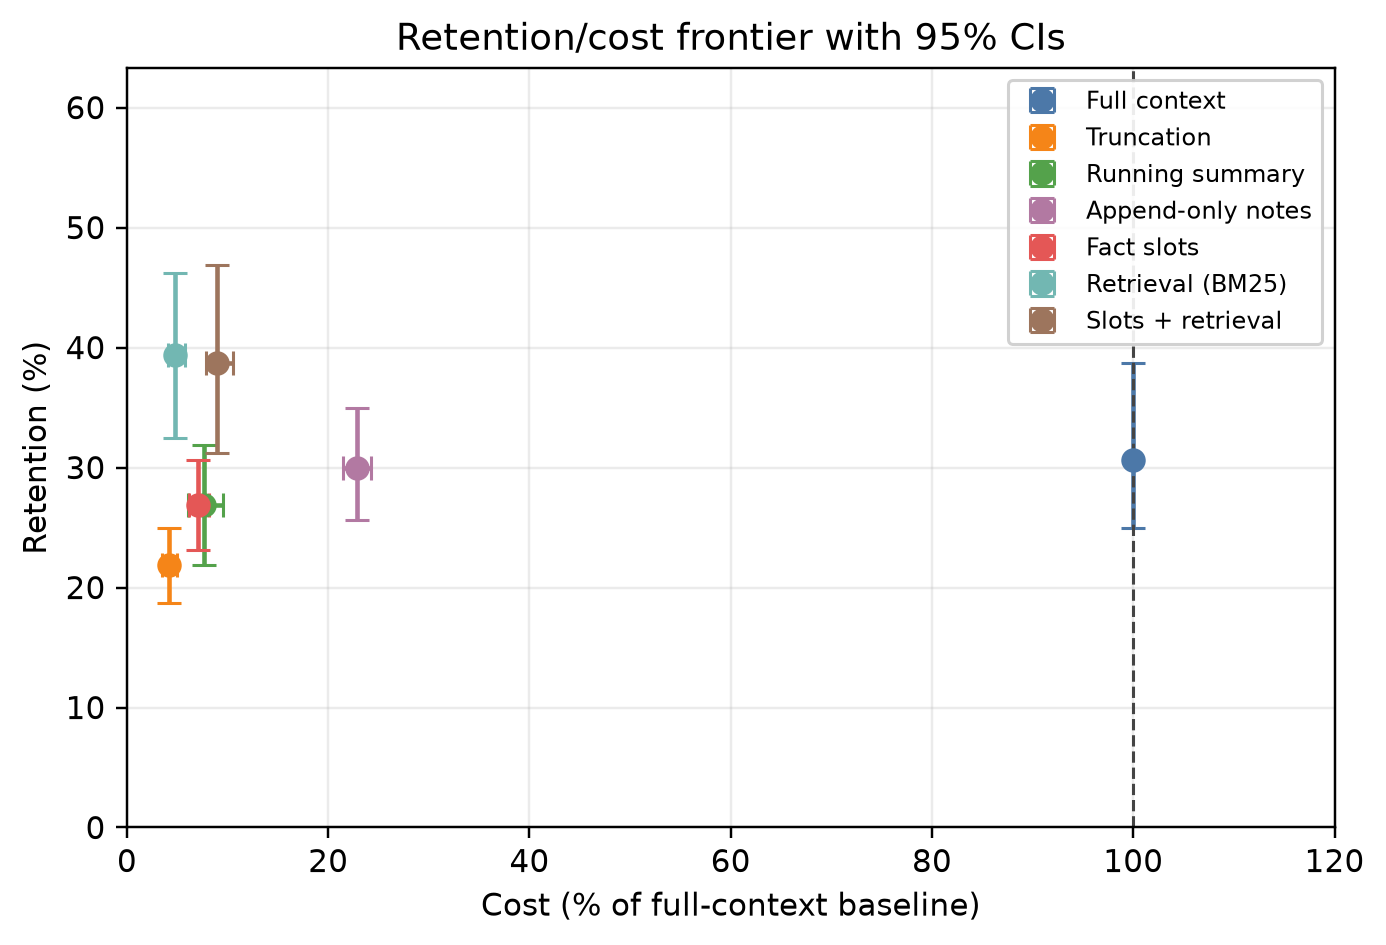 Retention/cost frontier with 95% CIs
Retention (%)
60
50
40
30
20
10
0
Full context
Truncation
Running summary
Append-only notes
Fact slots
Retrieval (BM25)
Slots + retrieval
0 20 40 60 80 100 120
Cost (% of full-context baseline)